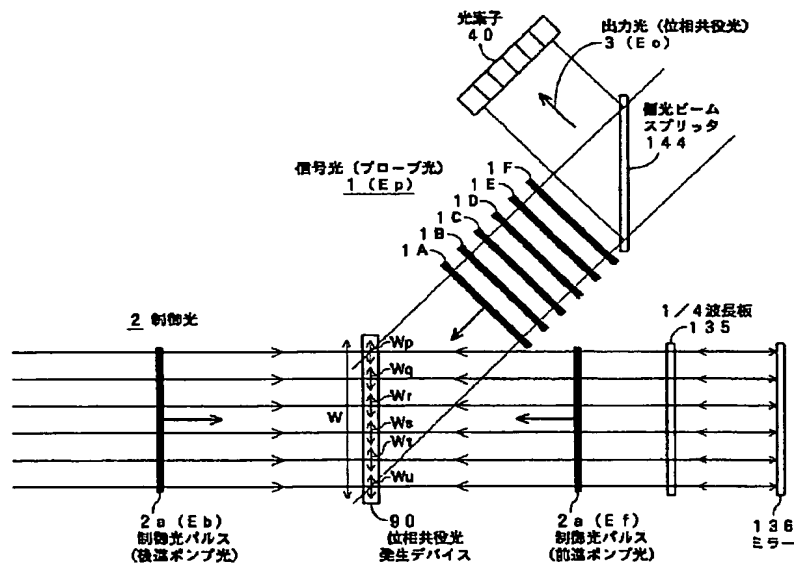 光素子
40
出力光(位相共役光)
3(Eo)
偏光ビーム
スプリッタ
144
信号光(プローブ光)
1(Ep)
1F
1E
1D
1C
1B
1A
2 制御光
1/4波長板
135
Wp
Wq
Wr
W
Ws
Wt
Wu
2a(Eb)
制御光パルス
(後進ポンプ光)
90
位相共役光
発生デバイス
2a(Ef)
制御光パルス
(前進ポンプ光)
136
ミラー